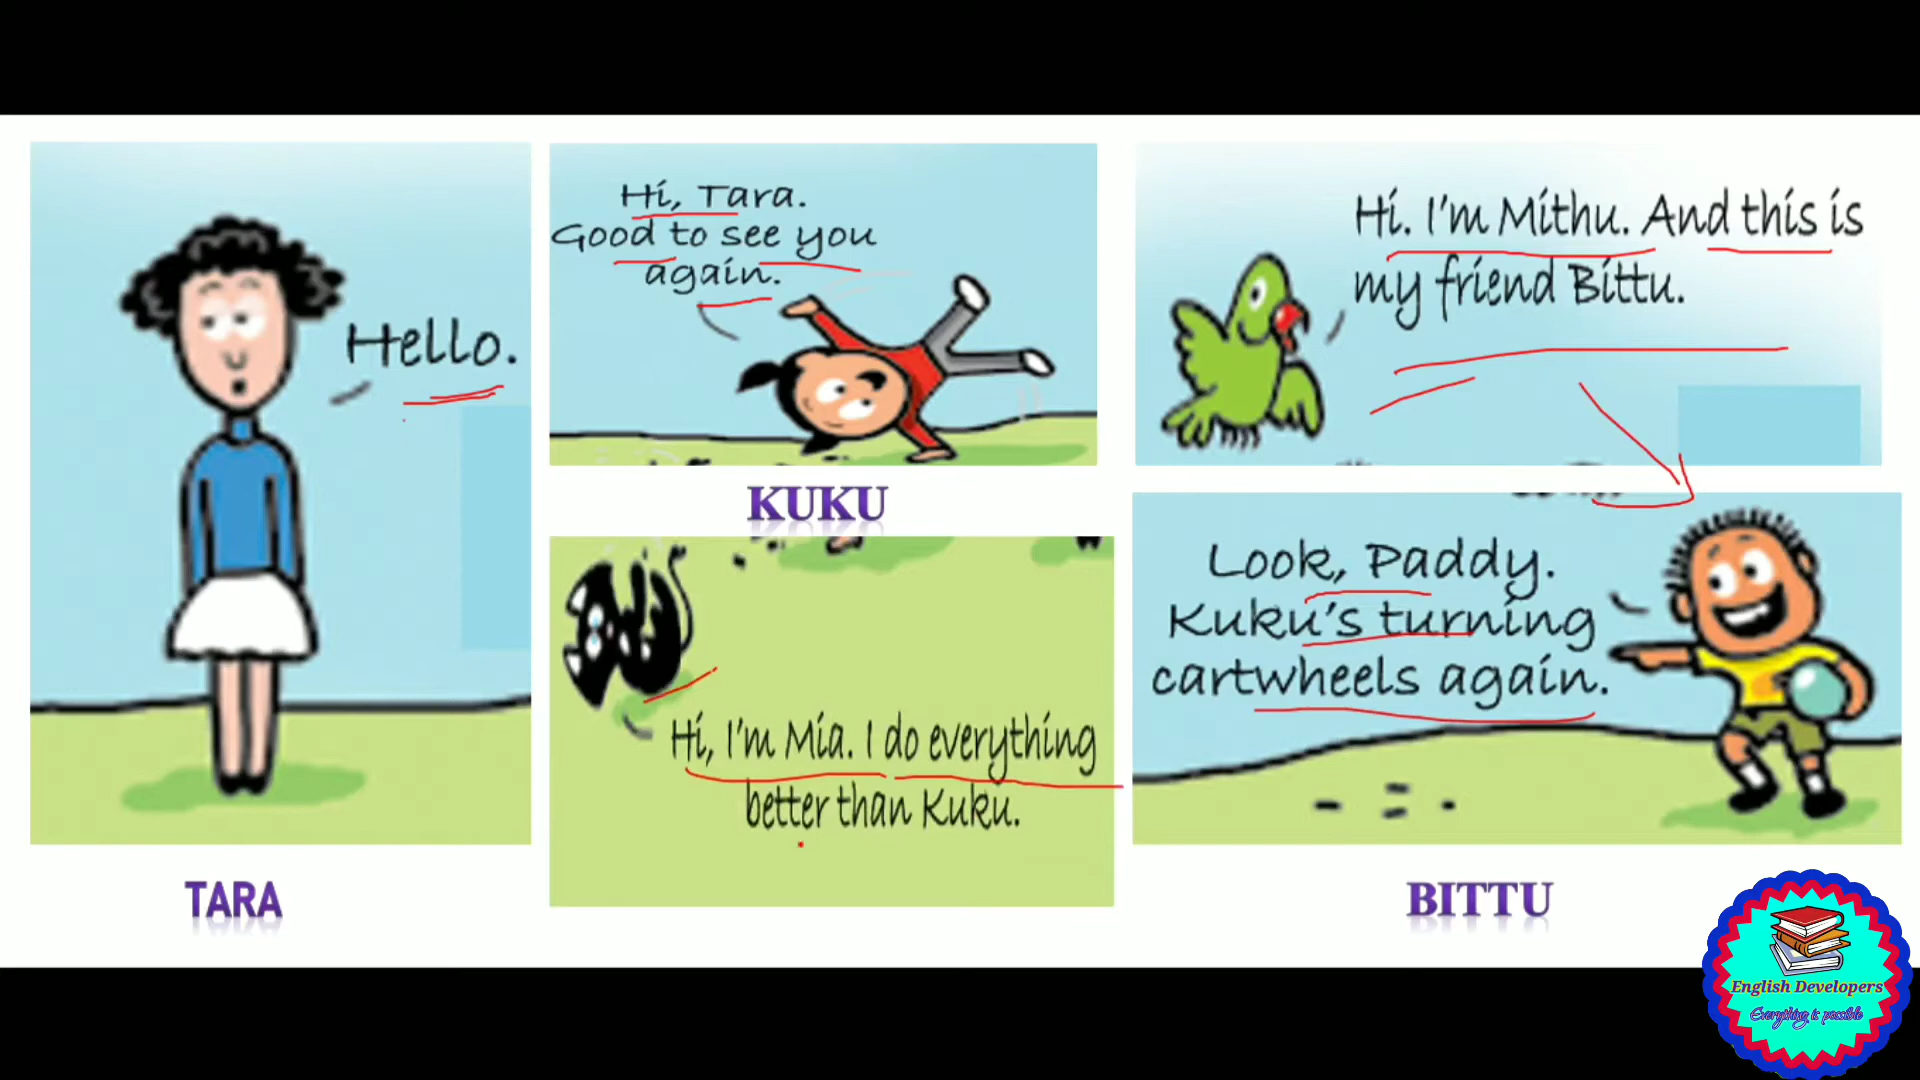 Hello.
TARA
Hi, Tara.
Good to see you
again.
KUKU
Hi, I'm Mia. I do everything
better than Kuku.
Hi. I'm Mithu. And this is
my friend Bittu.
Look, Paddy.
Kuku's turning
cartwheels again.
BITTU
English Developers
Everything is possible